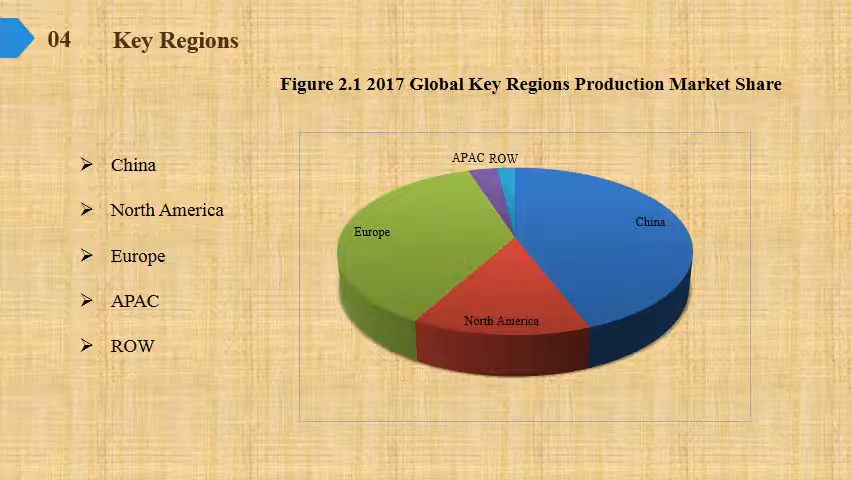 04 Key Regions
Figure 2.1 2017 Global Key Regions Production Market Share
China
North America
Europe
APAC
ROW
APAC ROW
China
Europe
North America